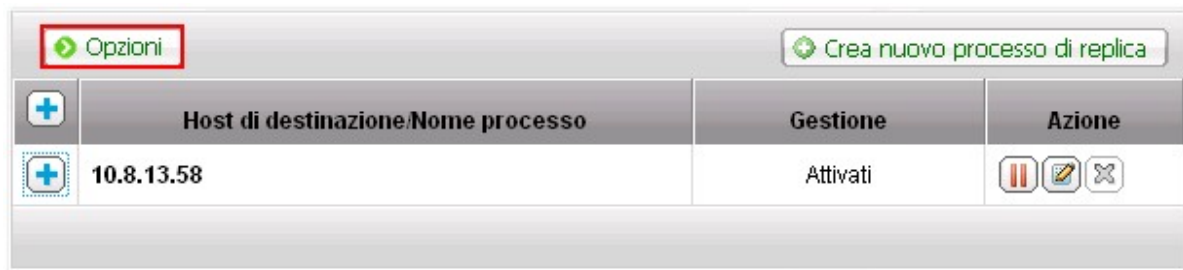 Opzioni
Crea nuovo processo di replica
Host di destinazione/Nome processo Gestione Azione
10.8.13.58 Attivati